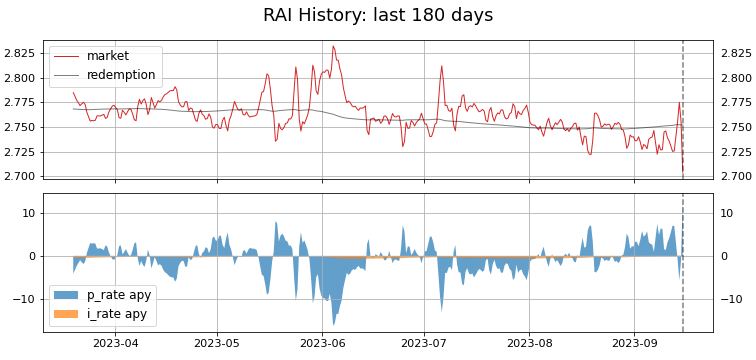 RAI History: last 180 days
2.825 2.825
2.800 2.800
2.775 2.775
2.750 2.750
2.725 2.725
2.700 2.700
market
redemption
10 10
0 0
−10 −10
p_rate apy
i_rate apy
2023-04 2023-05 2023-06 2023-07 2023-08 2023-09